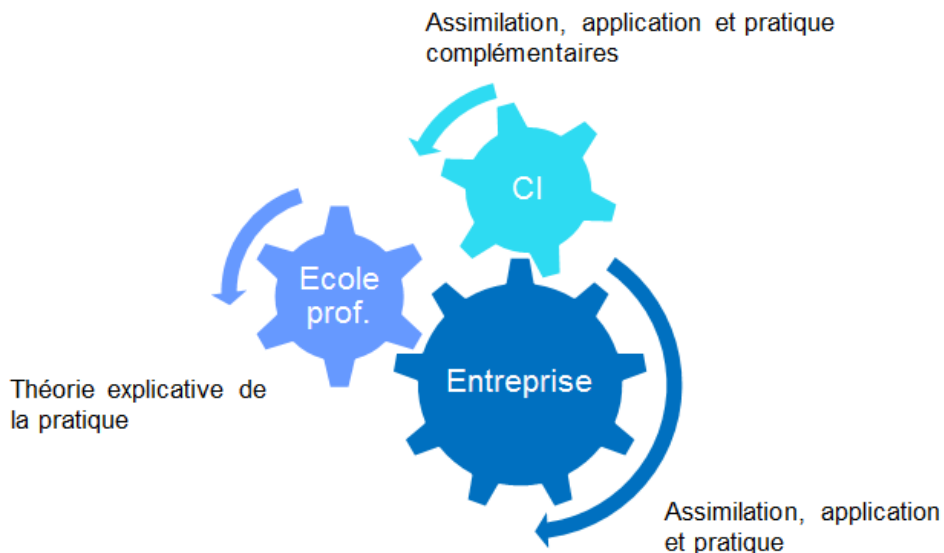 Assimilation, application et pratique
complémentaires
CI
Ecole
prof.
Entreprise
Théorie explicative de
la pratique
Assimilation, application
et pratique